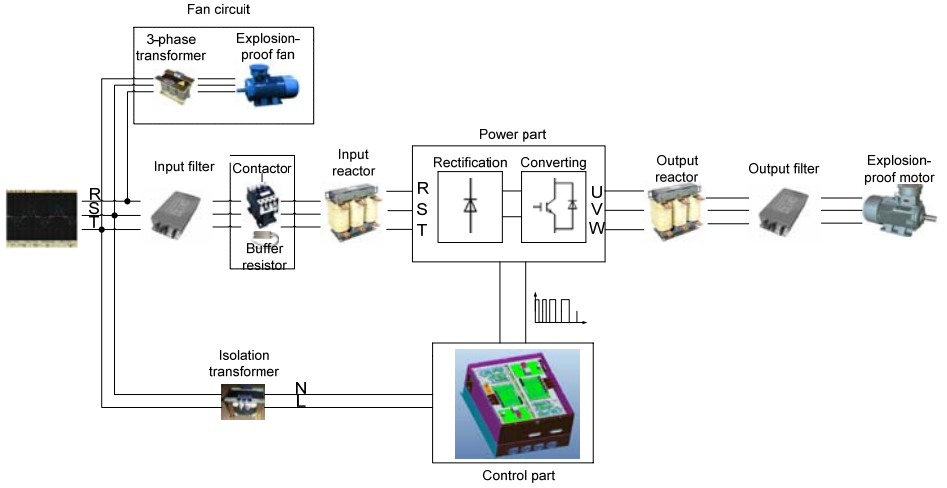 Fan circuit
3-phase
transformer
Explosion-
proof fan
Power part
Input filter
Contactor
Buffer
resistor
Input
reactor
Rectification
Converting
R
S
T
R
S
T
U
V
W
Output
reactor
Output filter
Explosion-
proof motor
Isolation
transformer
N
L
Control part